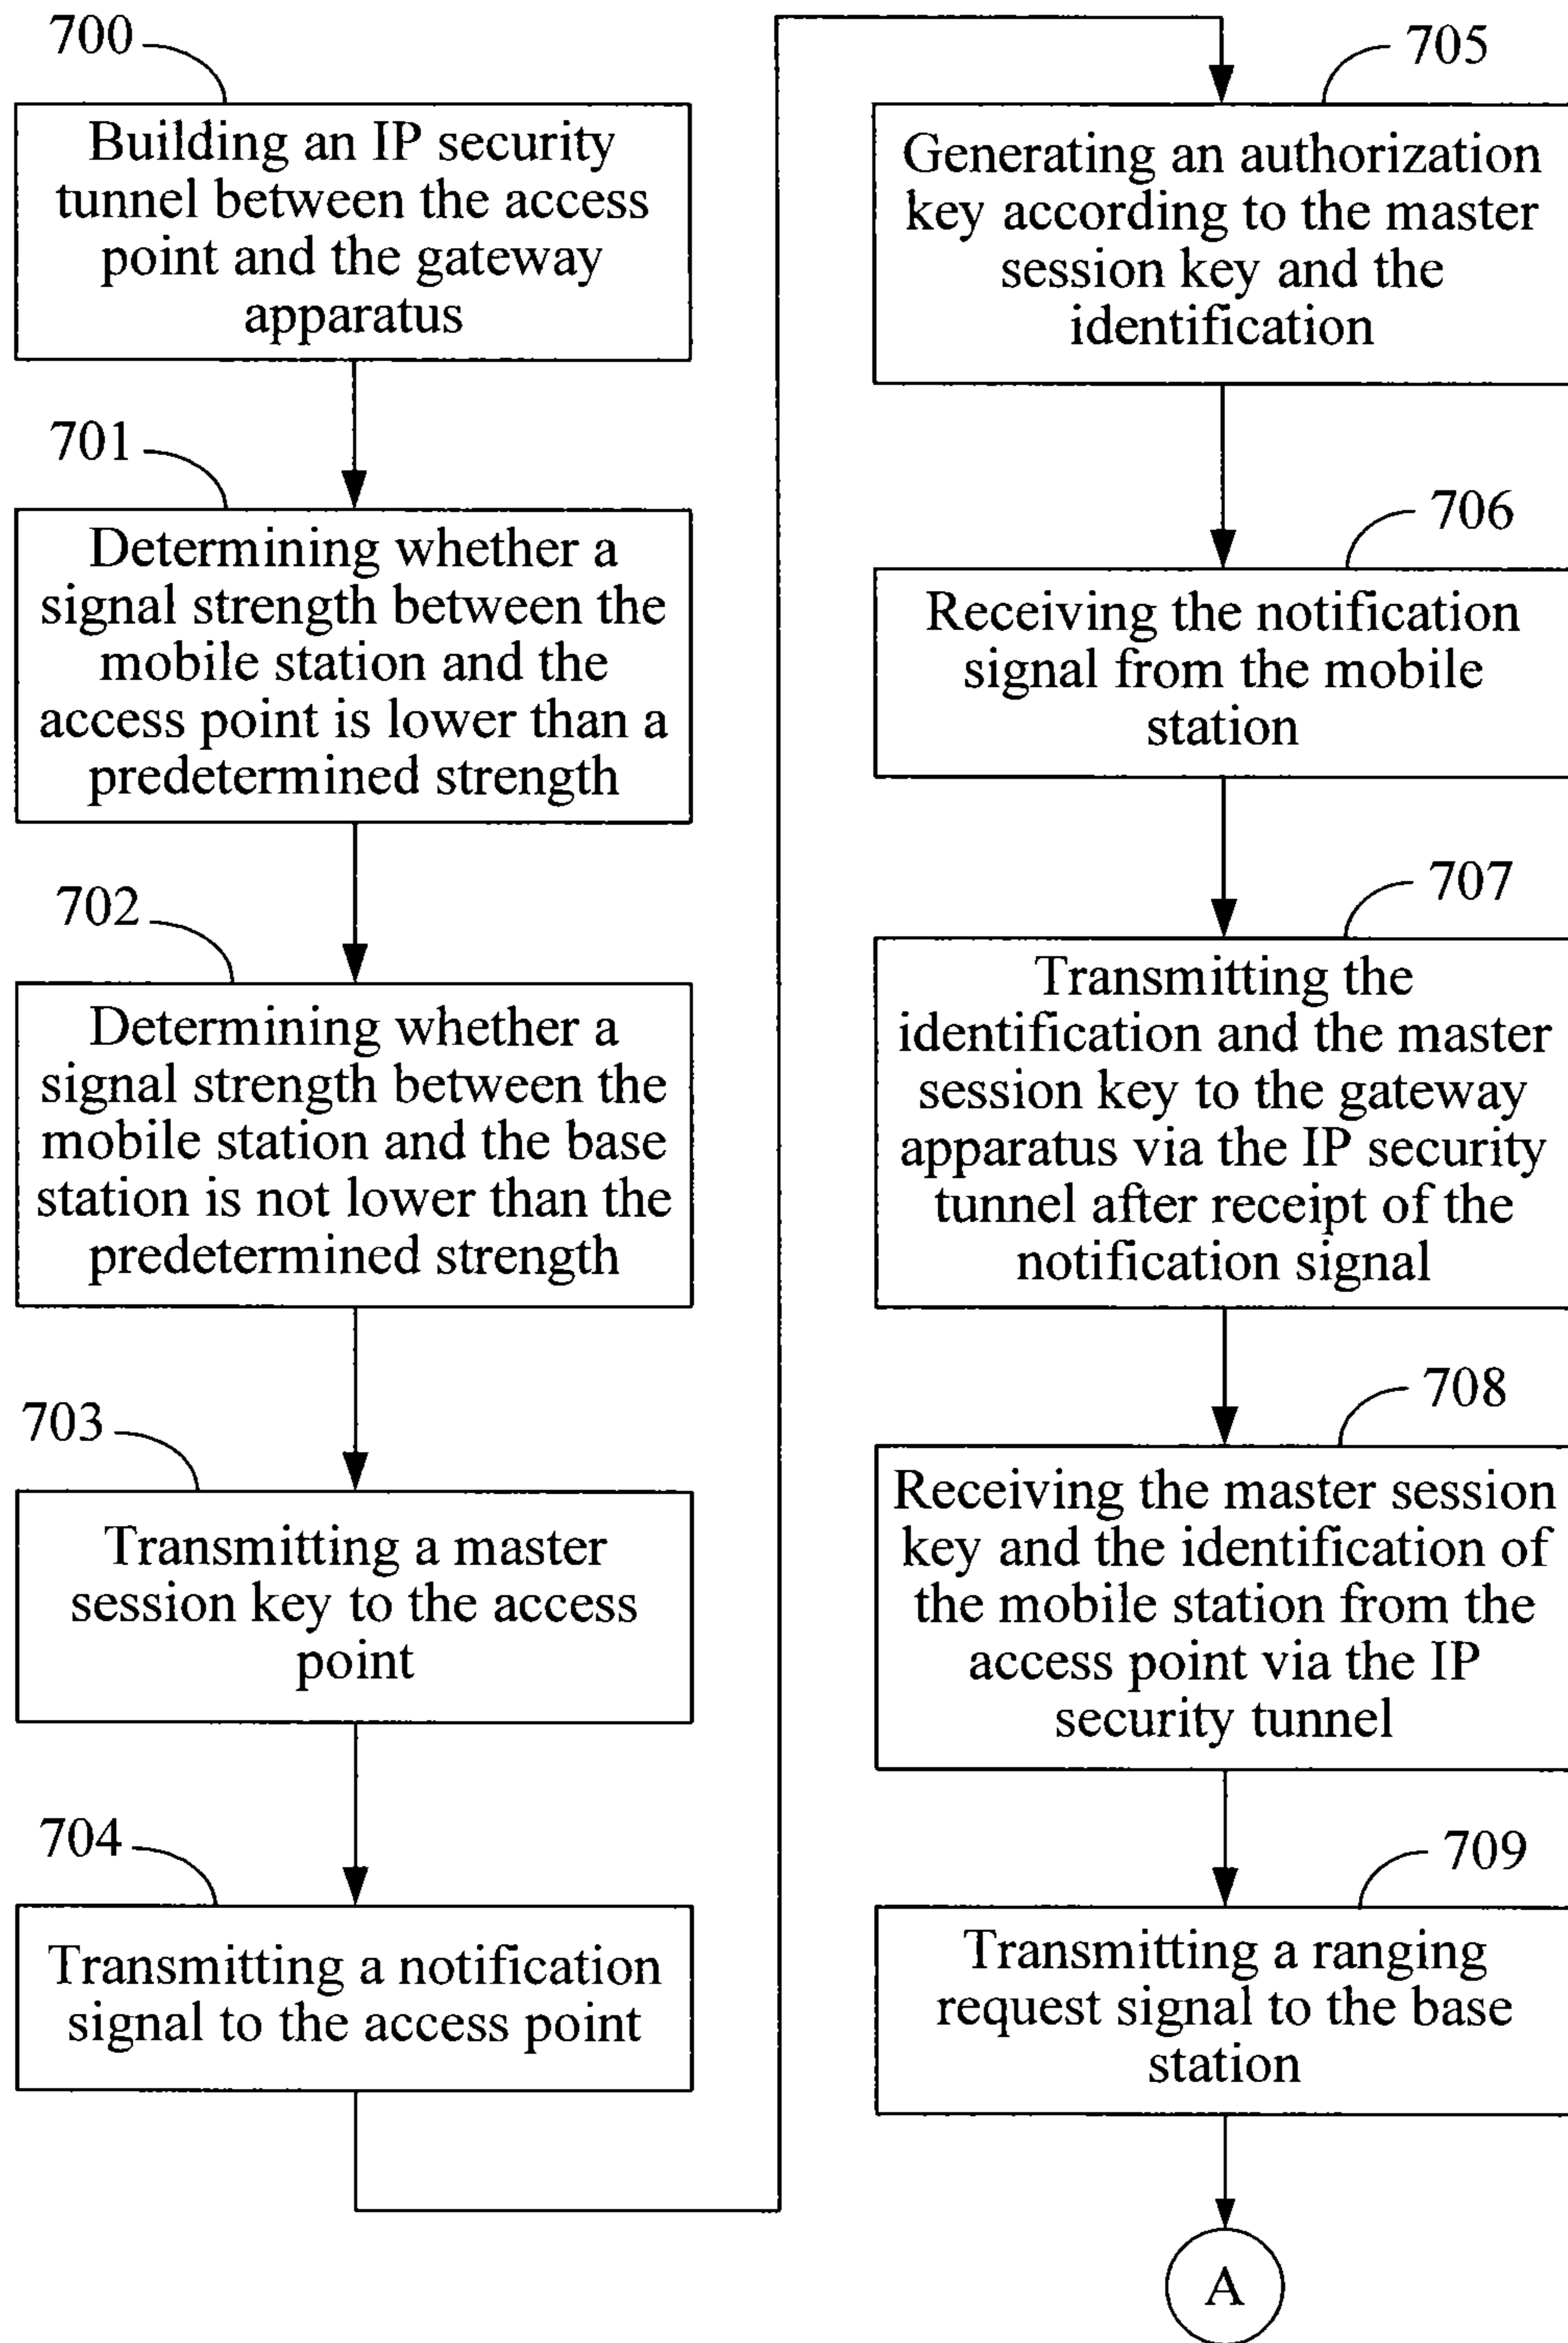 700
Building an IP security
tunnel between the access
point and the gateway
apparatus
701
Determining whether a
signal strength between the
mobile station and the
access point is lower than a
predetermined strength
702
Determining whether a
signal strength between the
mobile station and the base
station is not lower than the
predetermined strength
703
Transmitting a master
session key to the access
point
704
Transmitting a notification
signal to the access point
705
Generating an authorization
key according to the master
session key and the
identification
706
Receiving the notification
signal from the mobile
station
707
Transmitting the
identification and the master
session key to the gateway
apparatus via the IP security
tunnel after receipt of the
notification signal
708
Receiving the master session
key and the identification of
the mobile station from the
access point via the IP
security tunnel
709
Transmitting a ranging
request signal to the base
station
A